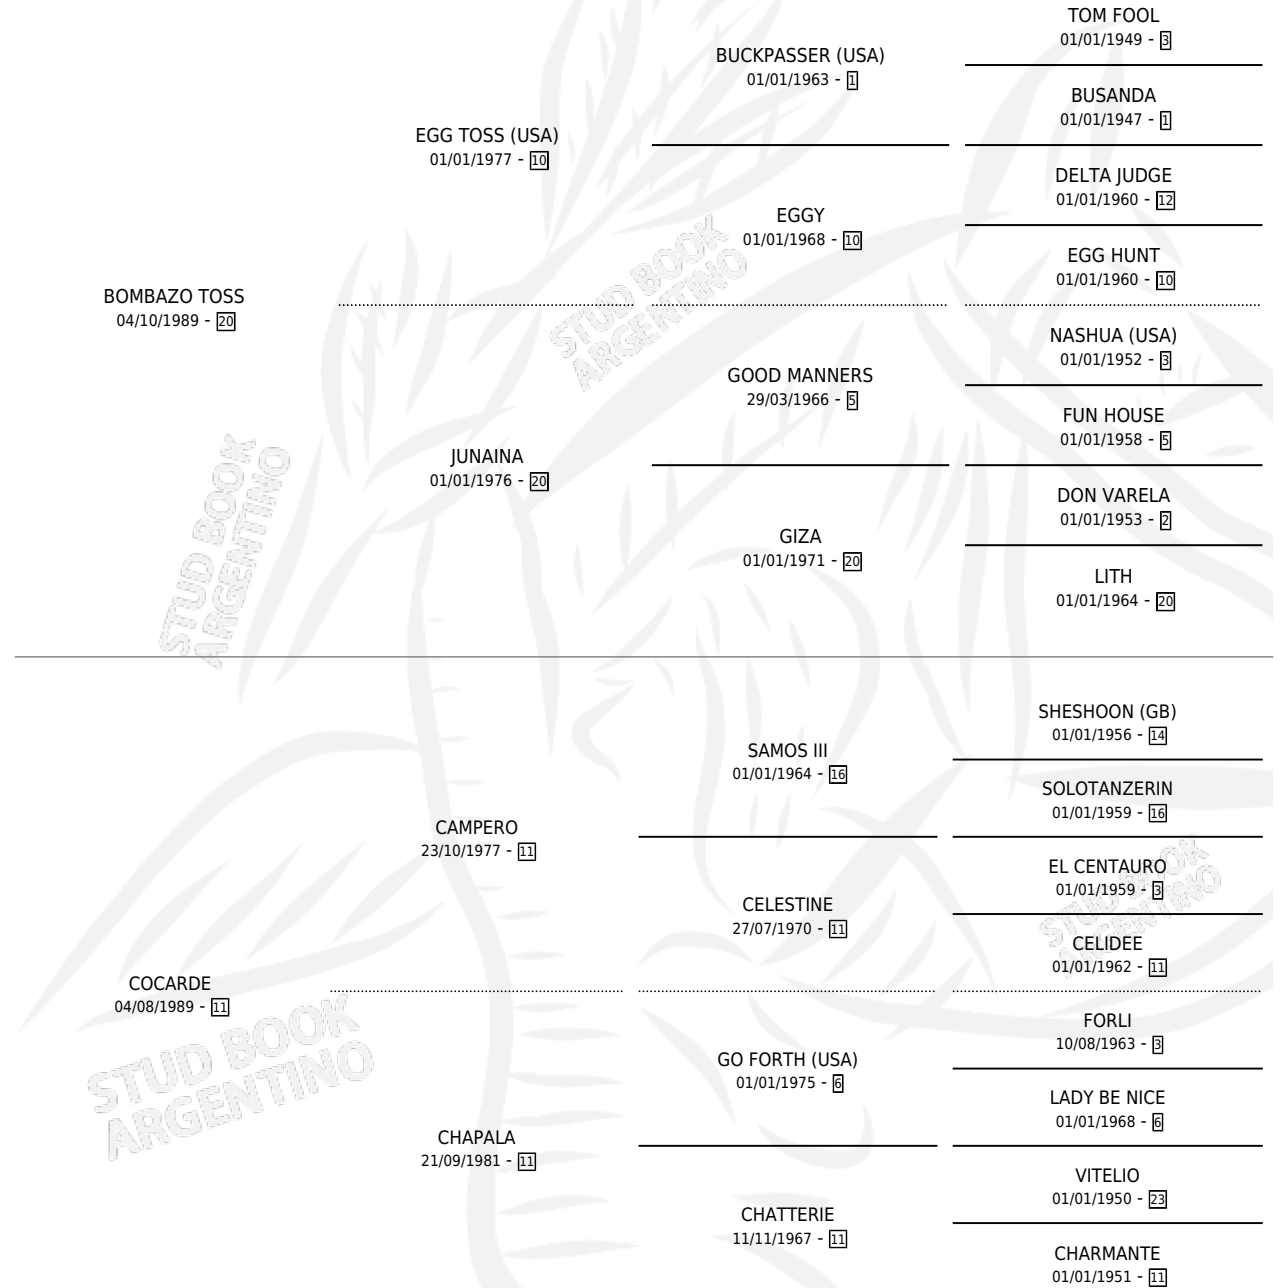 TOM FOOL
01/01/1949 - 3
BUCKPASSER (USA)
01/01/1963 - 1
BUSANDA
01/01/1947 - 1
EGG TOSS (USA)
01/01/1977 - 10
DELTA JUDGE
01/01/1960 - 12
EGGY
01/01/1968 - 10
EGG HUNT
01/01/1960 - 10
BOMBAZO TOSS
04/10/1989 - 20
STUD BOOK
ARGENTINO
NASHUA (USA)
01/01/1952 - 3
GOOD MANNERS
29/03/1966 - 5
FUN HOUSE
01/01/1958 - 5
JUNAINA
01/01/1976 - 20
DON VARELA
01/01/1953 - 2
GIZA
01/01/1971 - 20
LITH
01/01/1964 - 20
STUD BOOK
ARGENTINO
SHESHOON (GB)
01/01/1956 - 14
SAMOS III
01/01/1964 - 16
SOLOTANZERIN
01/01/1959 - 16
CAMPERO
23/10/1977 - 11
EL CENTAURO
01/01/1959 - 3
CELESTINE
27/07/1970 - 11
STUD BOOK
ARGENTINO
CELIDEE
01/01/1962 - 11
COCARDE
04/08/1989 - 11
FORLI
10/08/1963 - 3
GO FORTH (USA)
01/01/1975 - 6
STUD BOOK
ARGENTINO
LADY BE NICE
01/01/1968 - 6
CHAPALA
21/09/1981 - 11
VITELIO
01/01/1950 - 23
CHATTERIE
11/11/1967 - 11
CHARMANTE
01/01/1951 - 11